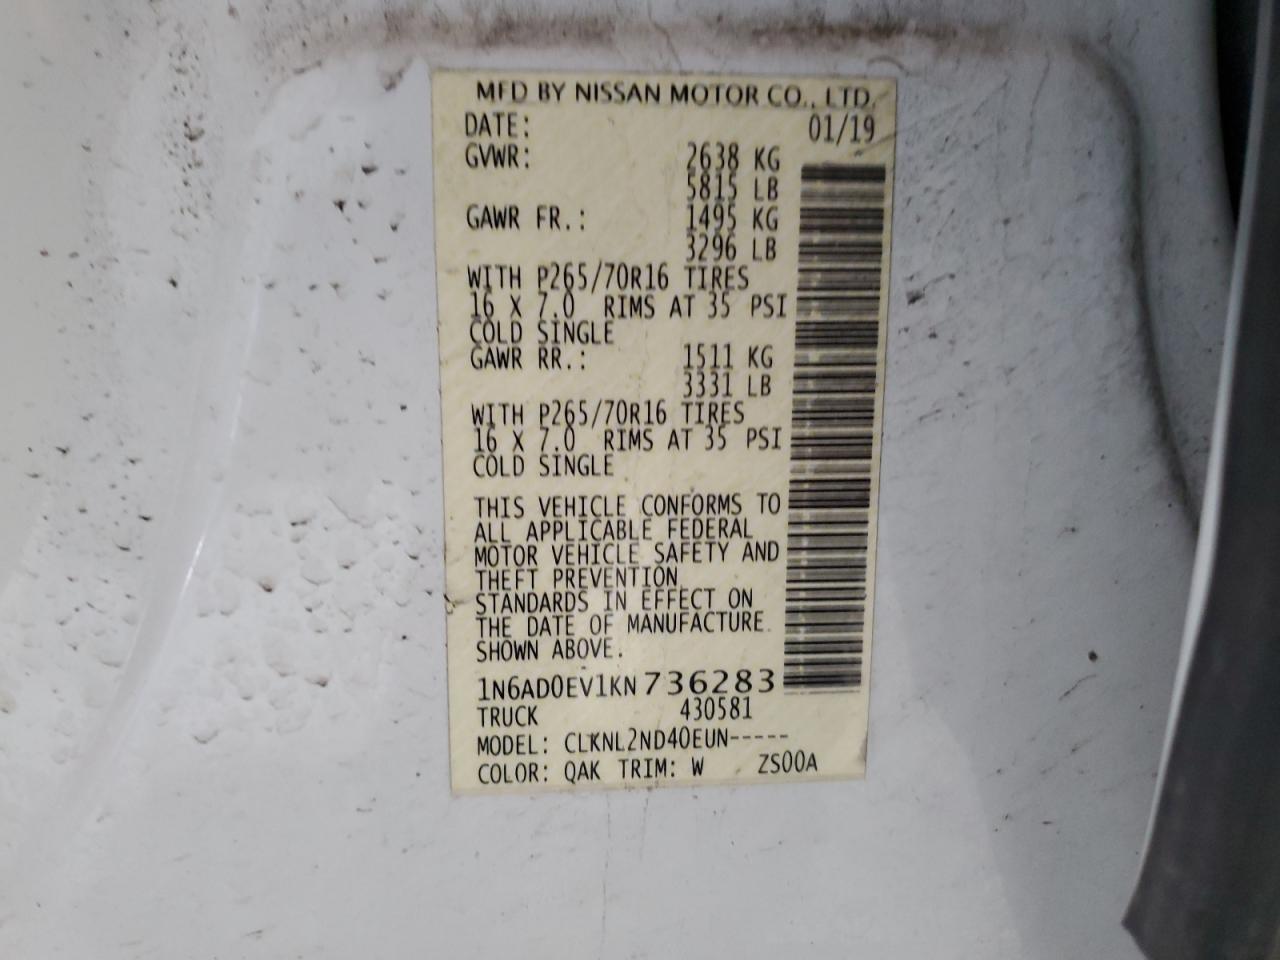 MFD BY NISSAN MOTOR CO., LTD.
DATE: 01/19
GVWR: 2638 KG
5815 LB
GAWR FR.: 1495 KG
3296 LB
WITH P265/70R16 TIRES
16 X 7.0 RIMS AT 35 PSI
COLD SINGLE
GAWR RR.: 1511 KG
3331 LB
WITH P265/70R16 TIRES
16 X 7.0 RIMS AT 35 PSI
COLD SINGLE
THIS VEHICLE CONFORMS TO
ALL APPLICABLE FEDERAL
MOTOR VEHICLE SAFETY AND
THEFT PREVENTION
STANDARDS IN EFFECT ON
THE DATE OF MANUFACTURE
SHOWN ABOVE.
1N6AD0EV1KN736283
TRUCK 430581
MODEL: CLKNL2ND40EUN-----
COLOR: QAK TRIM: W ZS00A